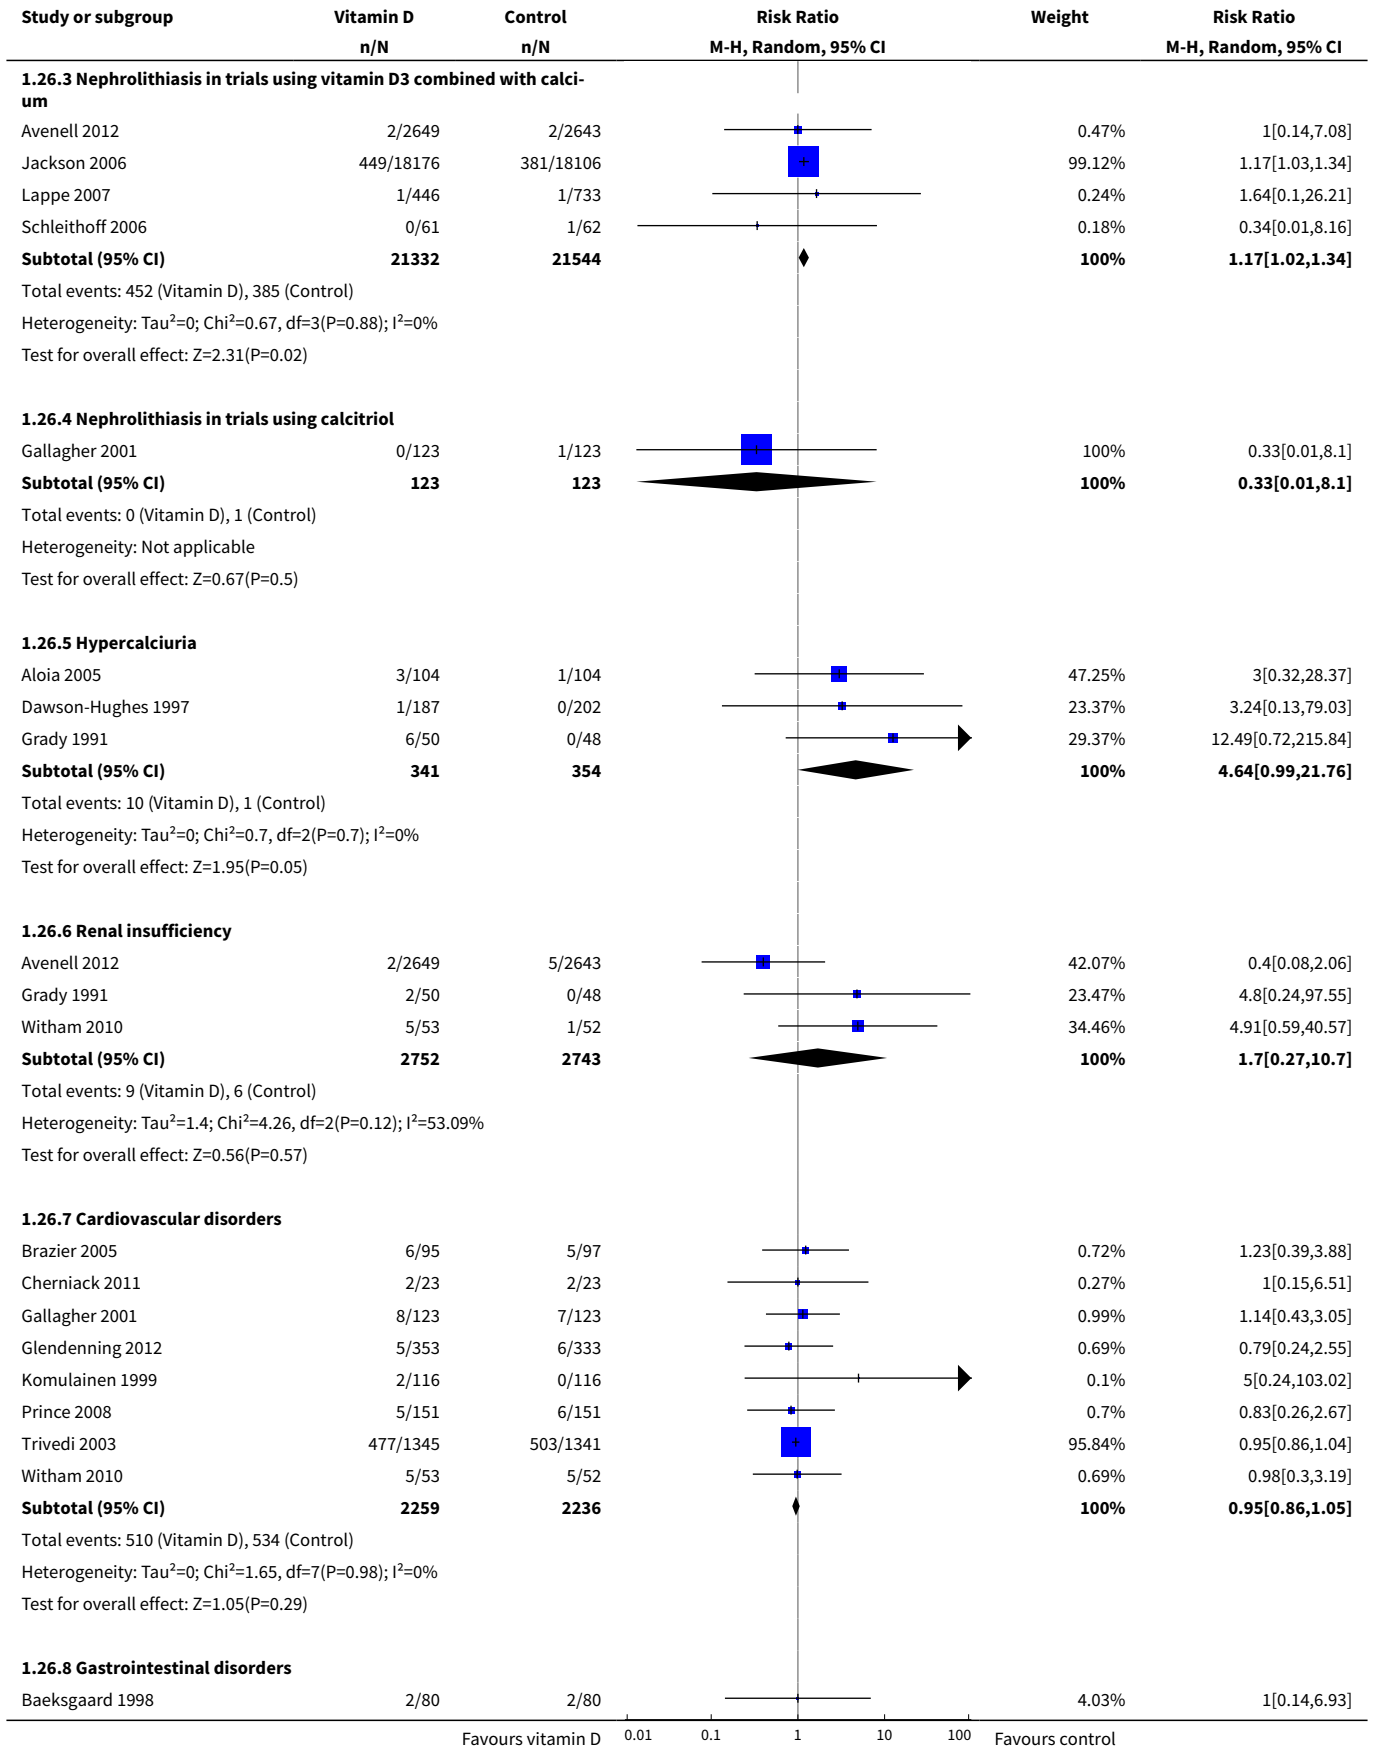 Study or subgroup Vitamin D Control Risk Ratio Weight Risk Ratio
n/N n/N M-H, Random, 95% CI M-H, Random, 95% CI
1.26.3 Nephrolithiasis in trials using vitamin D3 combined with calci-
um
Avenell 2012 2/2649 2/2643 0.47% 1[0.14,7.08]
Jackson 2006 449/18176 381/18106 99.12% 1.17[1.03,1.34]
Lappe 2007 1/446 1/733 0.24% 1.64[0.1,26.21]
Schleithoff 2006 0/61 1/62 0.18% 0.34[0.01,8.16]
Subtotal (95% CI) 21332 21544 100% 1.17[1.02,1.34]
Total events: 452 (Vitamin D), 385 (Control)
Heterogeneity: Tau²=0; Chi²=0.67, df=3(P=0.88); I²=0%
Test for overall effect: Z=2.31(P=0.02)
1.26.4 Nephrolithiasis in trials using calcitriol
Gallagher 2001 0/123 1/123 100% 0.33[0.01,8.1]
Subtotal (95% CI) 123 123 100% 0.33[0.01,8.1]
Total events: 0 (Vitamin D), 1 (Control)
Heterogeneity: Not applicable
Test for overall effect: Z=0.67(P=0.5)
1.26.5 Hypercalciuria
Aloia 2005 3/104 1/104 47.25% 3[0.32,28.37]
Dawson-Hughes 1997 1/187 0/202 23.37% 3.24[0.13,79.03]
Grady 1991 6/50 0/48 29.37% 12.49[0.72,215.84]
Subtotal (95% CI) 341 354 100% 4.64[0.99,21.76]
Total events: 10 (Vitamin D), 1 (Control)
Heterogeneity: Tau²=0; Chi²=0.7, df=2(P=0.7); I²=0%
Test for overall effect: Z=1.95(P=0.05)
1.26.6 Renal insufficiency
Avenell 2012 2/2649 5/2643 42.07% 0.4[0.08,2.06]
Grady 1991 2/50 0/48 23.47% 4.8[0.24,97.55]
Witham 2010 5/53 1/52 34.46% 4.91[0.59,40.57]
Subtotal (95% CI) 2752 2743 100% 1.7[0.27,10.7]
Total events: 9 (Vitamin D), 6 (Control)
Heterogeneity: Tau²=1.4; Chi²=4.26, df=2(P=0.12); I²=53.09%
Test for overall effect: Z=0.56(P=0.57)
1.26.7 Cardiovascular disorders
Brazier 2005 6/95 5/97 0.72% 1.23[0.39,3.88]
Cherniack 2011 2/23 2/23 0.27% 1[0.15,6.51]
Gallagher 2001 8/123 7/123 0.99% 1.14[0.43,3.05]
Glendenning 2012 5/353 6/333 0.69% 0.79[0.24,2.55]
Komulainen 1999 2/116 0/116 0.1% 5[0.24,103.02]
Prince 2008 5/151 6/151 0.7% 0.83[0.26,2.67]
Trivedi 2003 477/1345 503/1341 95.84% 0.95[0.86,1.04]
Witham 2010 5/53 5/52 0.69% 0.98[0.3,3.19]
Subtotal (95% CI) 2259 2236 100% 0.95[0.86,1.05]
Total events: 510 (Vitamin D), 534 (Control)
Heterogeneity: Tau²=0; Chi²=1.65, df=7(P=0.98); I²=0%
Test for overall effect: Z=1.05(P=0.29)
1.26.8 Gastrointestinal disorders
Baeksgaard 1998 2/80 2/80 4.03% 1[0.14,6.93]
Favours vitamin D 0.01 0.1 1 10 100 Favours control